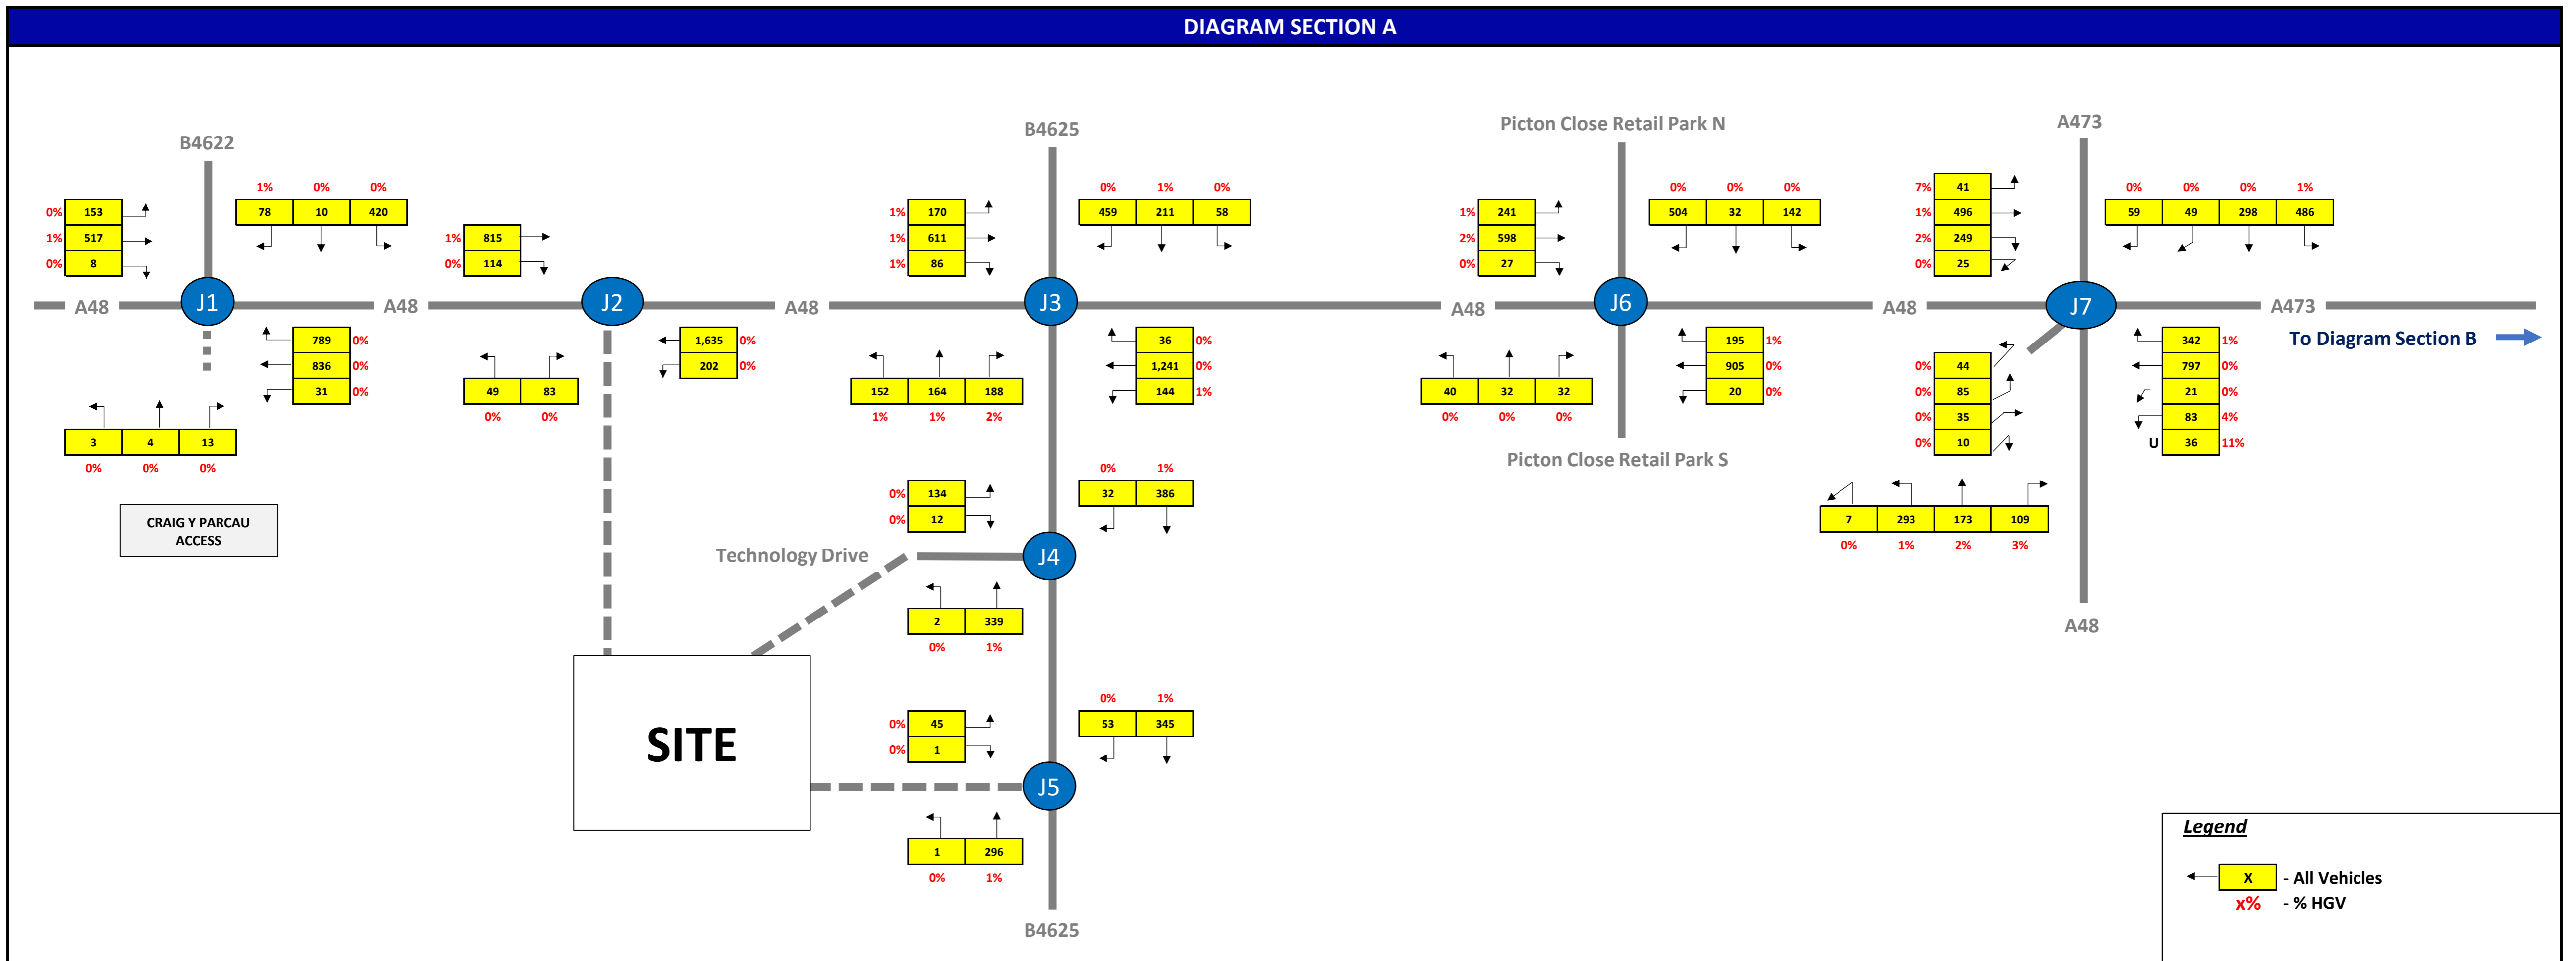 DIAGRAM SECTION A
B4622
B4625
Picton Close Retail Park N
A473
1% 0% 0%
0% 1% 0%
0% 0% 0%
0% 0% 0% 1%
0% 153
1% 517
0% 8
78 10 420
1% 815
0% 114
1% 170
1% 611
1% 86
459 211 58
1% 241
2% 598
0% 27
504 32 142
7% 41
1% 496
2% 249
0% 25
59 49 298 486
A48
J1
A48
J2
A48
J3
A48
J6
A48
J7
A473
To Diagram Section B
789 0%
836 0%
31 0%
3 4 13
0% 0% 0%
49 83
0% 0%
1,635 0%
202 0%
152 164 188
1% 1% 2%
36 0%
1,241 0%
144 1%
40 32 32
0% 0% 0%
195 1%
905 0%
20 0%
Picton Close Retail Park S
0% 44
0% 85
0% 35
0% 10
342 1%
797 0%
21 0%
83 4%
U 36 11%
7 293 173 109
0% 1% 2% 3%
A48
CRAIG Y PARCAU
ACCESS
0% 134
0% 12
0% 1%
32 386
Technology Drive
J4
2 339
0% 1%
SITE
0% 45
0% 1
0% 1%
53 345
J5
1 296
0% 1%
B4625
Legend
X - All Vehicles
x% - % HGV